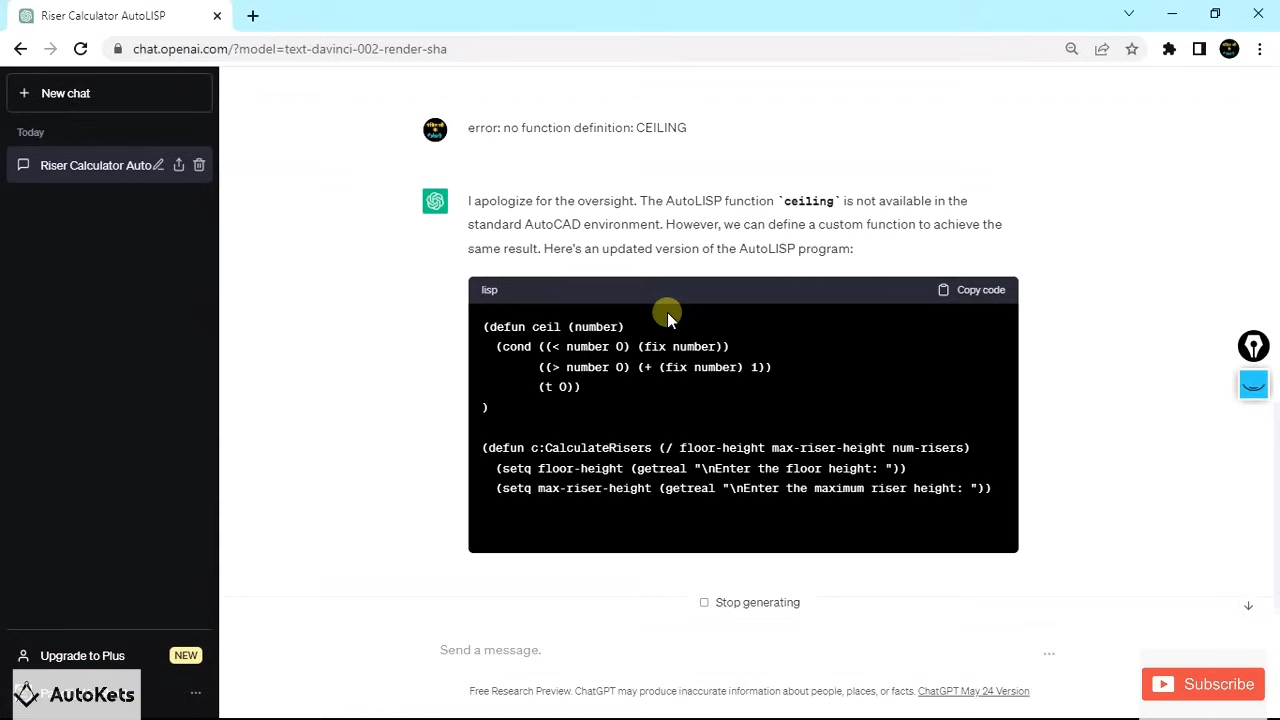 Riser Calculator AutoLISP
chat.openai.com/?model=text-davinci-002-render-sha
New chat
Today
Riser Calculator Auto
error: no function definition: CEILING
I apologize for the oversight. The AutoLISP function `ceiling` is not available in the
standard AutoCAD environment. However, we can define a custom function to achieve the
same result. Here's an updated version of the AutoLISP program:
lisp
Copy code
(defun ceil (number)
(cond ((< number 0) (fix number))
((> number 0) (+ (fix number) 1))
(t 0))
)
(defun c:CalculateRisers (/ floor-height max-riser-height num-risers)
(setq floor-height (getreal "\nEnter the floor height: "))
(setq max-riser-height (getreal "\nEnter the maximum riser height: "))
Stop generating
Send a message.
Free Research Preview. ChatGPT may produce inaccurate information about people, places, or facts. ChatGPT May 24 Version
Upgrade to Plus
NEW
AutoKets
Subscribe